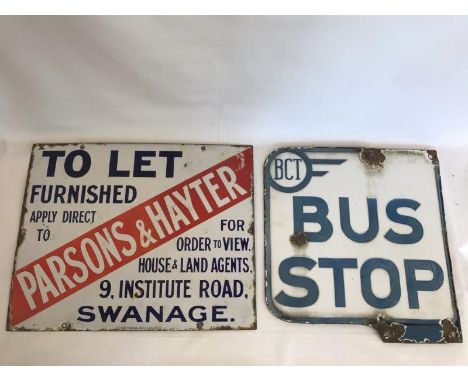 TO LET
FURNISHED
APPLY DIRECT
TO
PARSONS & HAYTER
FOR
ORDER TO VIEW.
HOUSE & LAND AGENTS,
9, INSTITUTE ROAD,
SWANAGE.
BCT
BUS
STOP